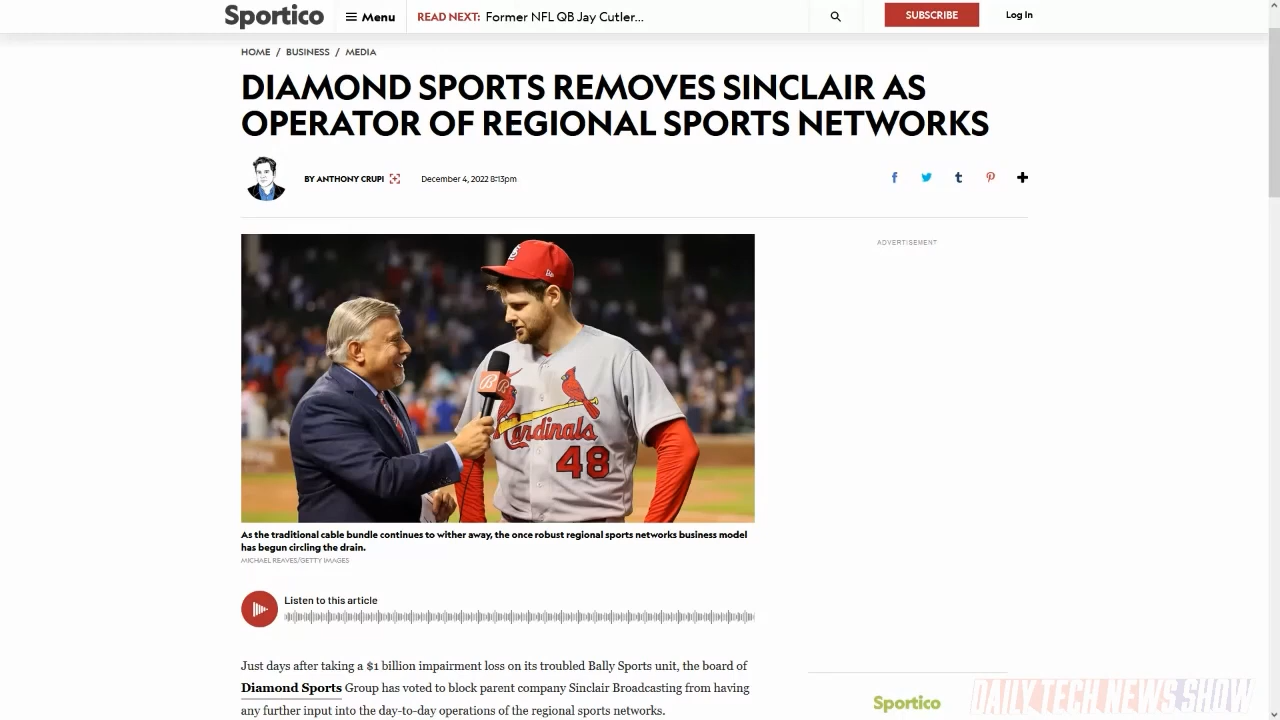 Sportico
Menu
READ NEXT: Former NFL QB Jay Cutler...
SUBSCRIBE
Log In
HOME / BUSINESS / MEDIA
DIAMOND SPORTS REMOVES SINCLAIR AS
OPERATOR OF REGIONAL SPORTS NETWORKS
BY ANTHONY CRUPI
December 4, 2022 8:13pm
ADVERTISEMENT
Cardinals
48
As the traditional cable bundle continues to wither away, the once robust regional sports networks business model
has begun circling the drain.
MICHAEL REAVES/GETTY IMAGES
Listen to this article
Just days after taking a $1 billion impairment loss on its troubled Bally Sports unit, the board of
Diamond Sports Group has voted to block parent company Sinclair Broadcasting from having
any further input into the day-to-day operations of the regional sports networks.
Sportico
DAILY TECH NEWS SHOW